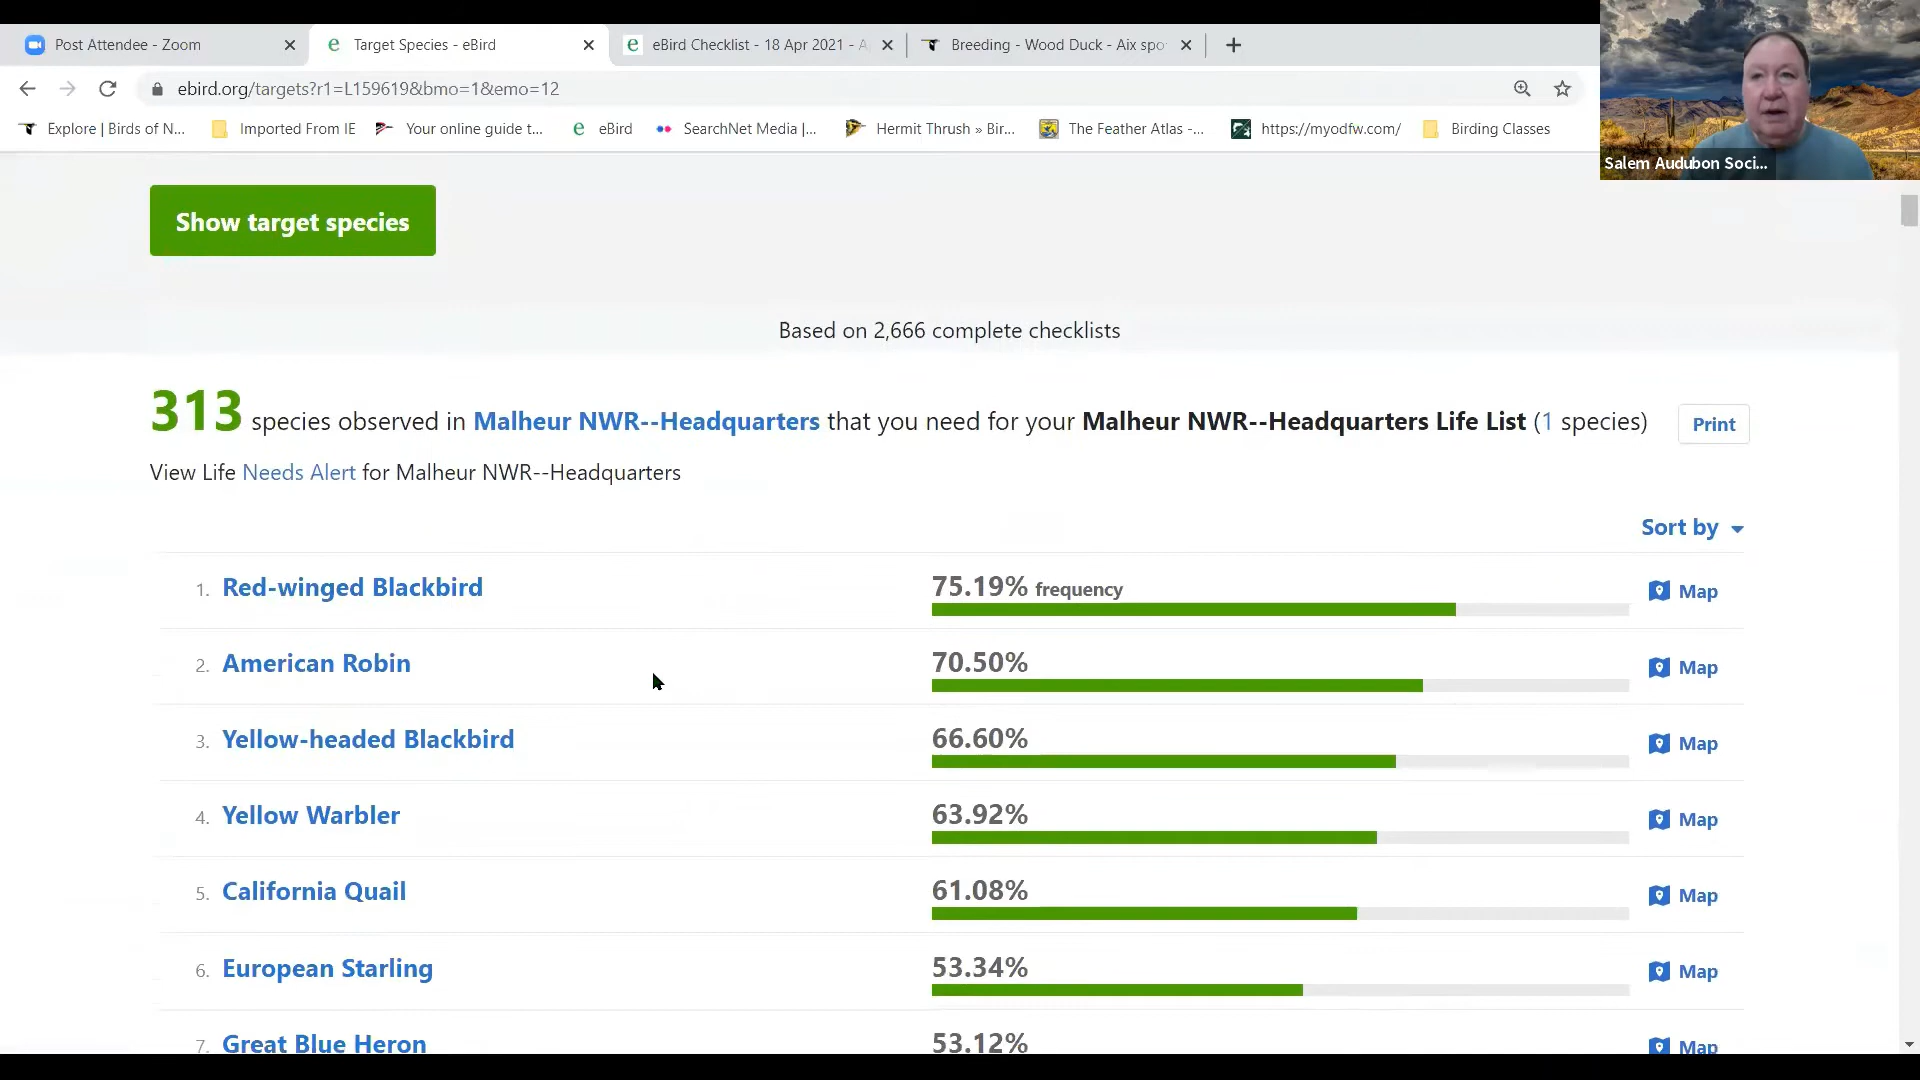 Post Attendee - Zoom
Target Species - eBird
eBird Checklist - 18 Apr 2021 - A
Breeding - Wood Duck - Aix spo
ebird.org/targets?r1=L159619&bmo=1&emo=12
Explore | Birds of N...
Imported From IE
Your online guide t...
eBird
SearchNet Media |...
Hermit Thrush » Bir...
The Feather Atlas -...
https://myodfw.com/
Birding Classes
Salem Audubon Soci...
Show target species
Based on 2,666 complete checklists
313 species observed in Malheur NWR--Headquarters that you need for your Malheur NWR--Headquarters Life List (1 species)
Print
View Life Needs Alert for Malheur NWR--Headquarters
Sort by
1. Red-winged Blackbird 75.19% frequency Map
2. American Robin 70.50% Map
3. Yellow-headed Blackbird 66.60% Map
4. Yellow Warbler 63.92% Map
5. California Quail 61.08% Map
6. European Starling 53.34% Map
7. Great Blue Heron 53.12% Map